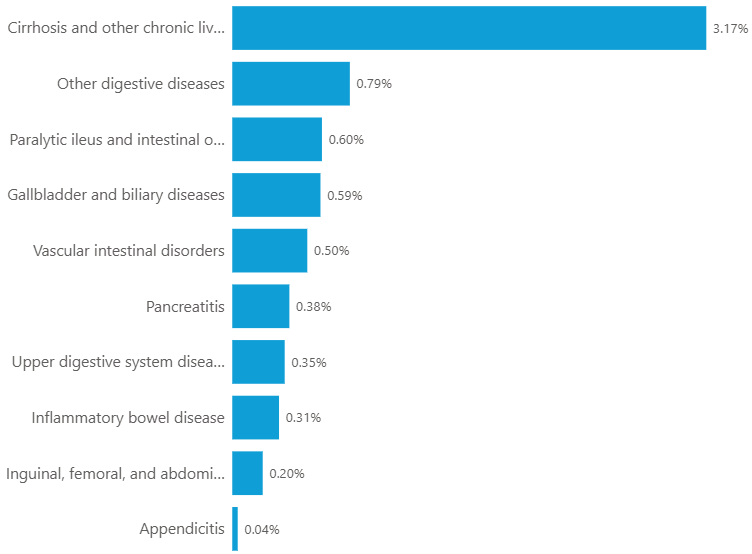 Cirrhosis and other chronic liv... 3.17%
Other digestive diseases 0.79%
Paralytic ileus and intestinal o... 0.60%
Gallbladder and biliary diseases 0.59%
Vascular intestinal disorders 0.50%
Pancreatitis 0.38%
Upper digestive system disea... 0.35%
Inflammatory bowel disease 0.31%
Inguinal, femoral, and abdomi... 0.20%
Appendicitis 0.04%